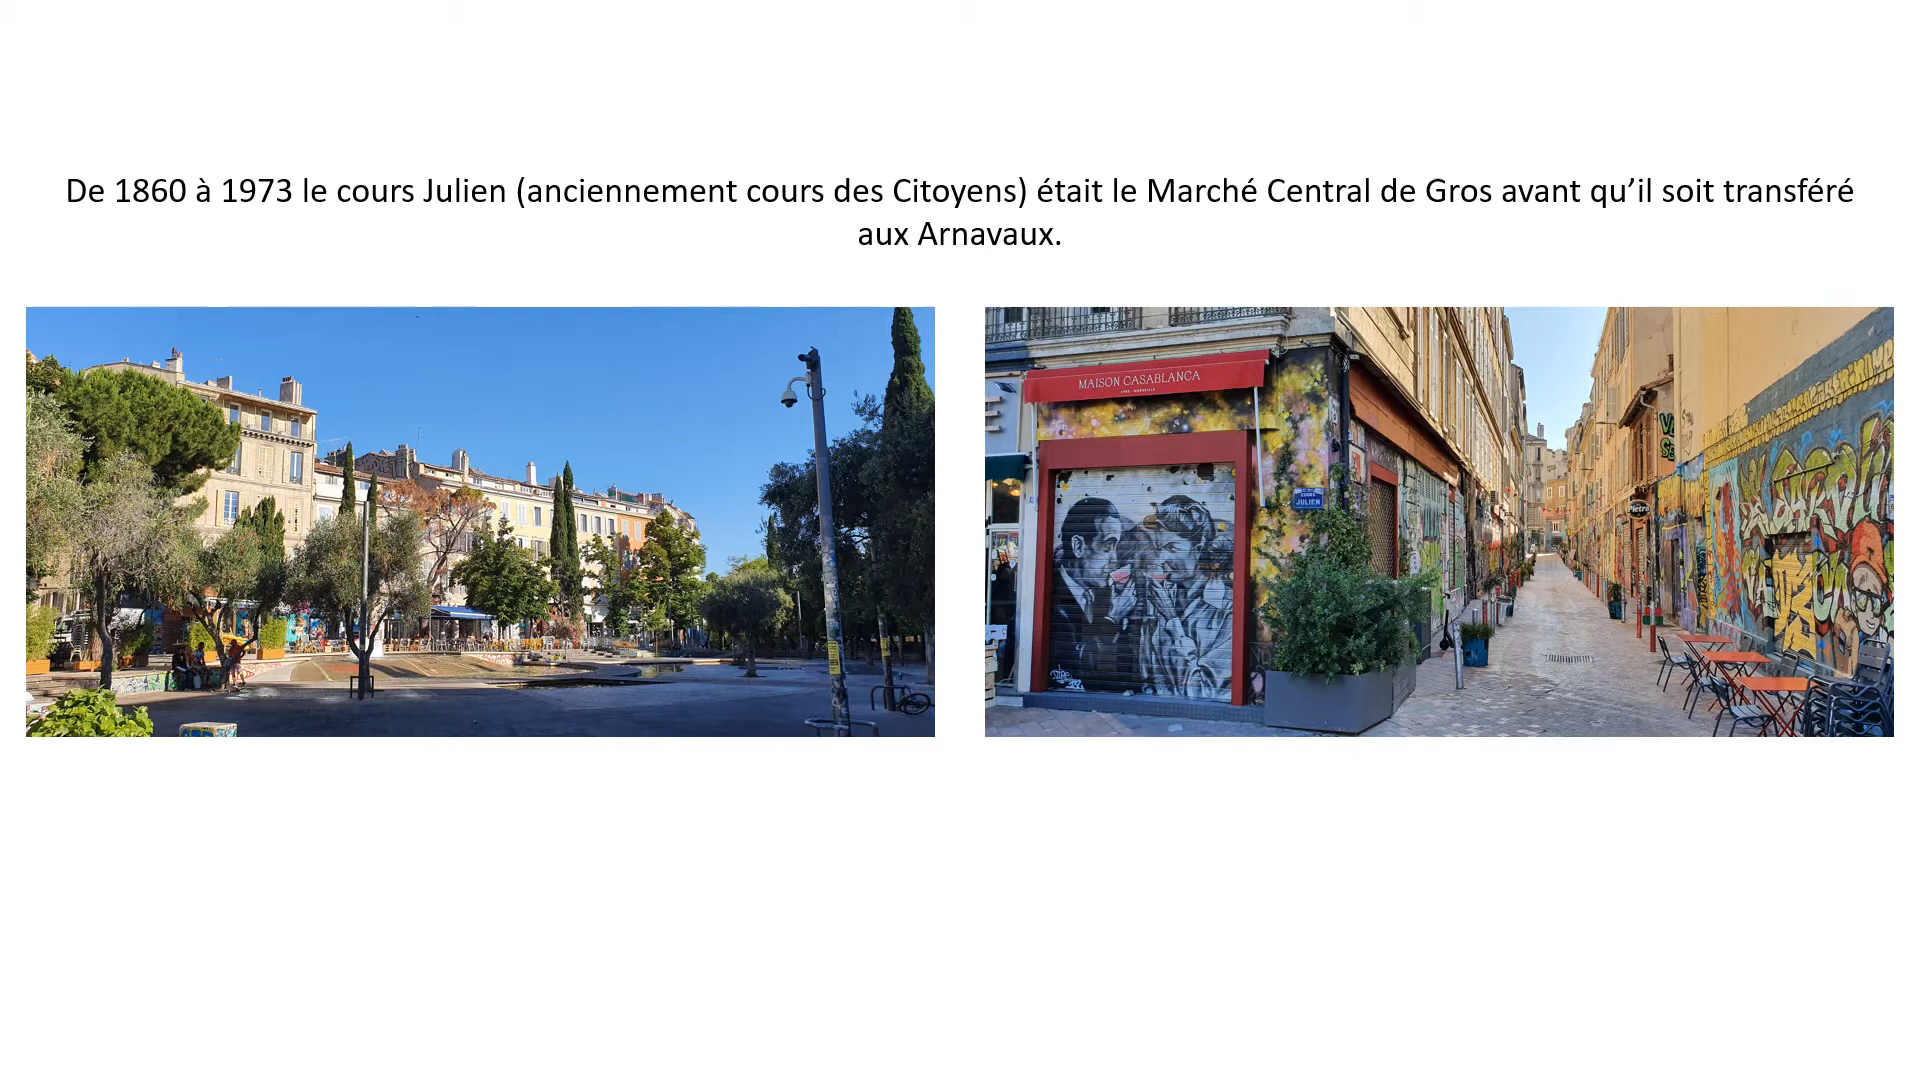 De 1860 à 1973 le cours Julien (anciennement cours des Citoyens) était le Marché Central de Gros avant qu’il soit transféré
aux Arnavaux.
MAISON CASABLANCA
COURS
JULIEN
Pietra